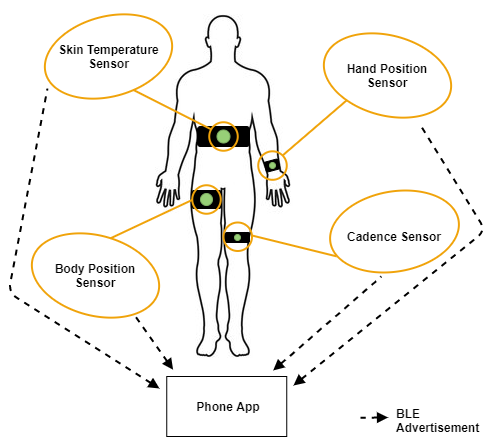 Skin Temperature
Sensor
Hand Position
Sensor
Cadence Sensor
Body Position
Sensor
Phone App
BLE
Advertisement